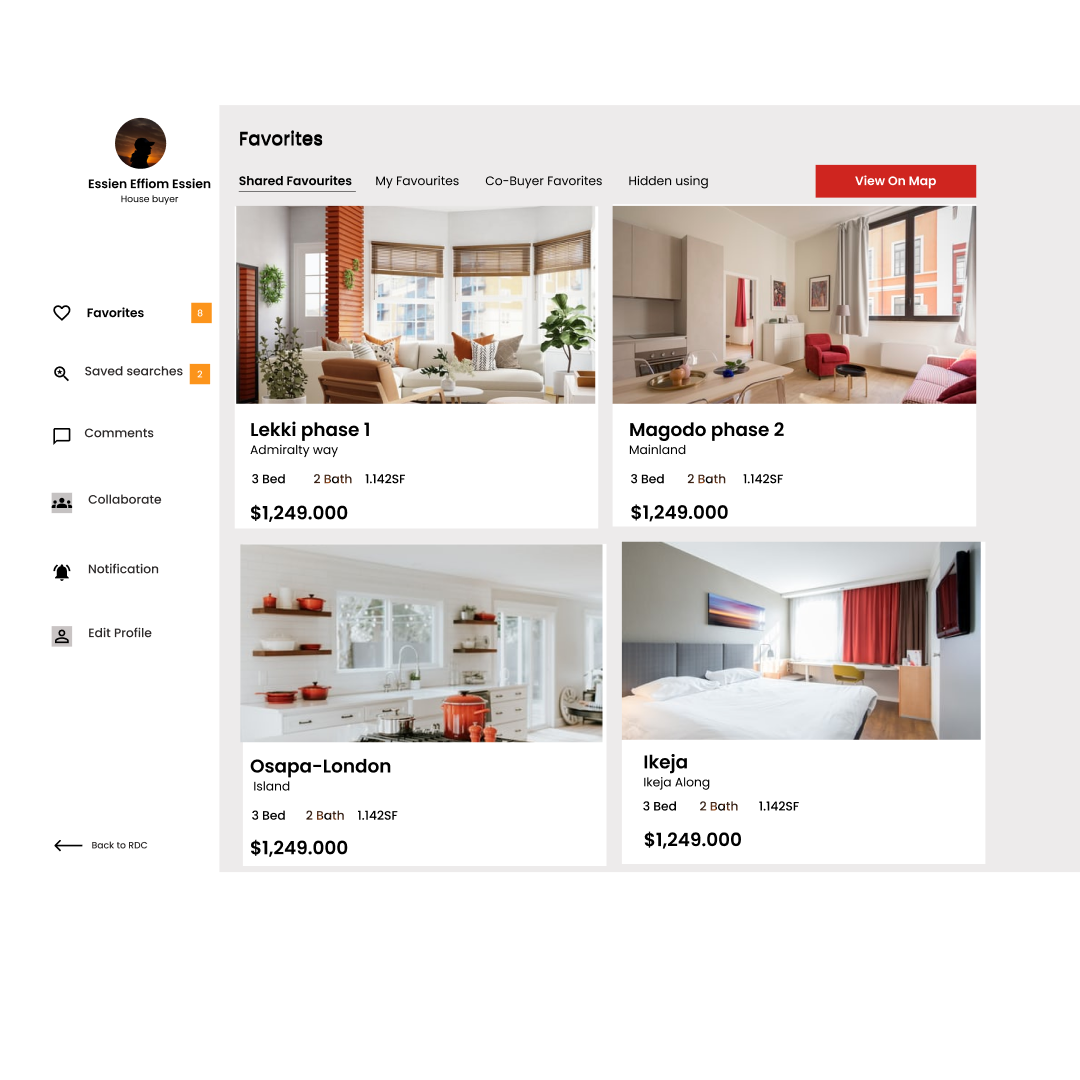 Essien Effiom Essien
House buyer
Favorites
8
Saved searches
2
Comments
Collaborate
Notification
Edit Profile
Back to RDC
Favorites
Shared Favourites
My Favourites
Co-Buyer Favorites
Hidden using
View On Map
Lekki phase 1
Admiralty way
3 Bed 2 Bath 1.142SF
$1,249.000
Magodo phase 2
Mainland
3 Bed 2 Bath 1.142SF
$1,249.000
Osapa-London
Island
3 Bed 2 Bath 1.142SF
$1,249.000
Ikeja
Ikeja Along
3 Bed 2 Bath 1.142SF
$1,249.000